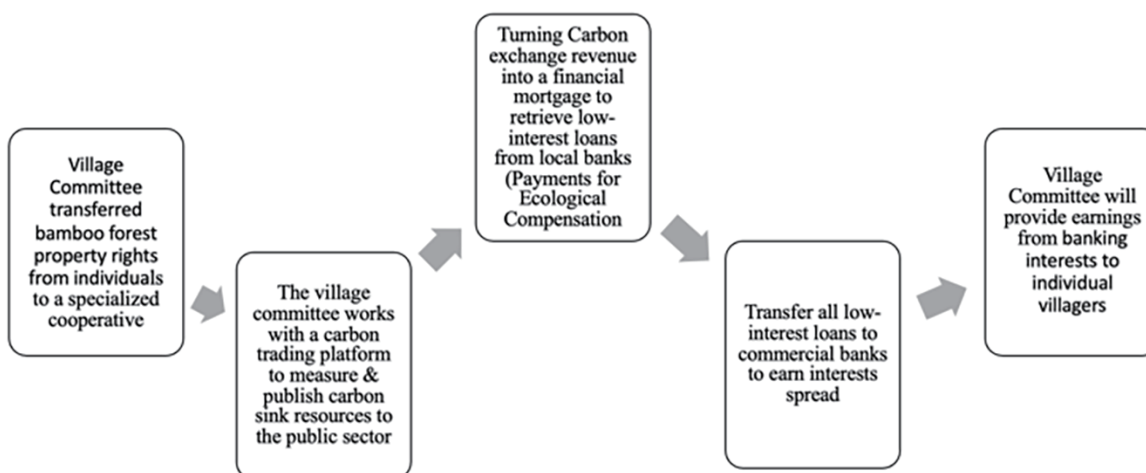 Village
Committee
transferred
bamboo forest
property rights
from individuals
to a specialized
cooperative
The village
committee works
with a carbon
trading platform
to measure &
publish carbon
sink resources to
the public sector
Turning Carbon
exchange revenue
into a financial
mortgage to
retrieve low-
interest loans
from local banks
(Payments for
Ecological
Compensation
Transfer all low-
interest loans to
commercial banks
to earn interests
spread
Village
Committee will
provide earnings
from banking
interests to
individual
villagers